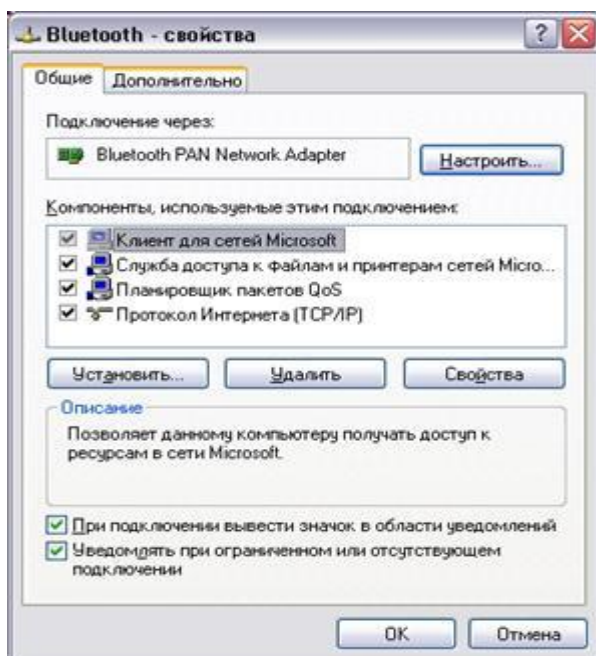 Bluetooth - свойства
Общие Дополнительно
Подключение через:
Bluetooth PAN Network Adapter Настроить...
Компоненты, используемые этим подключением:
Клиент для сетей Microsoft
Служба доступа к файлам и принтерам сетей Micro...
Планировщик пакетов QoS
Протокол Интернета (TCP/IP)
Установить... Удалить Свойства
Описание
Позволяет данному компьютеру получать доступ к
ресурсам в сети Microsoft.
При подключении вывести значок в области уведомлений
Уведомлять при ограниченном или отсутствующем
подключении
OK Отмена